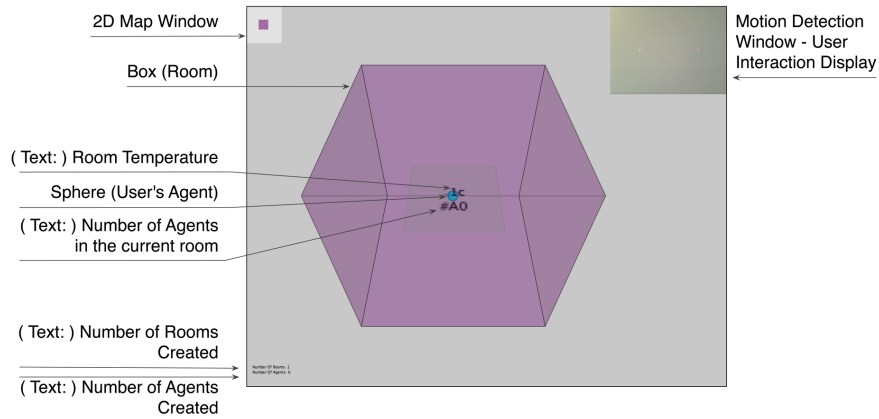 2D Map Window
Box (Room)
( Text: ) Room Temperature
Sphere (User's Agent)
( Text: ) Number of Agents
in the current room
( Text: ) Number of Rooms
Created
( Text: ) Number of Agents
Created
1c
#A0
Number Of Rooms: 1
Number Of Agents: 0
Motion Detection
Window - User
Interaction Display